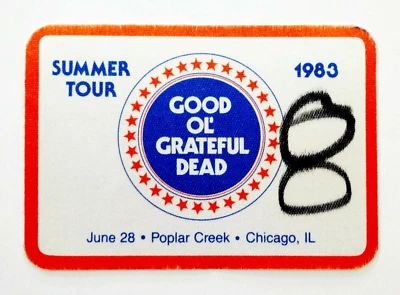 SUMMER TOUR
1983
GOOD
OL'
GRATEFUL
DEAD
8
June 28 • Poplar Creek • Chicago, IL